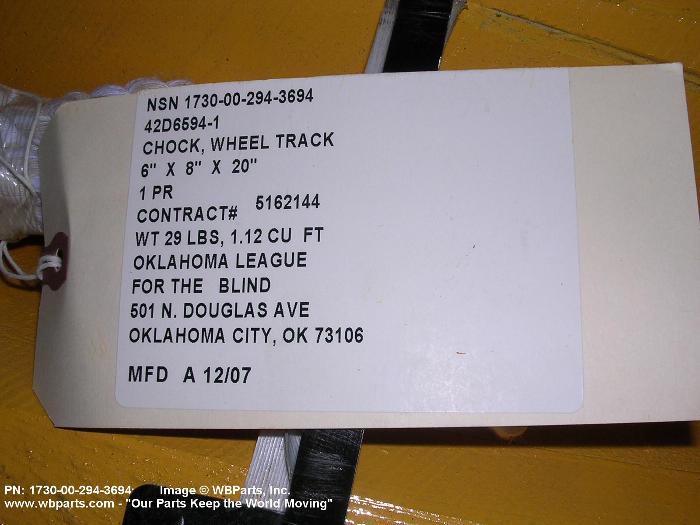 NSN 1730-00-294-3694
42D6594-1
CHOCK, WHEEL TRACK
6" X 8" X 20"
1 PR
CONTRACT# 5162144
WT 29 LBS, 1.12 CU FT
OKLAHOMA LEAGUE
FOR THE BLIND
501 N. DOUGLAS AVE
OKLAHOMA CITY, OK 73106
MFD A 12/07
PN: 1730-00-294-3694 Image © WBParts, Inc.
www.wbparts.com - "Our Parts Keep the World Moving"